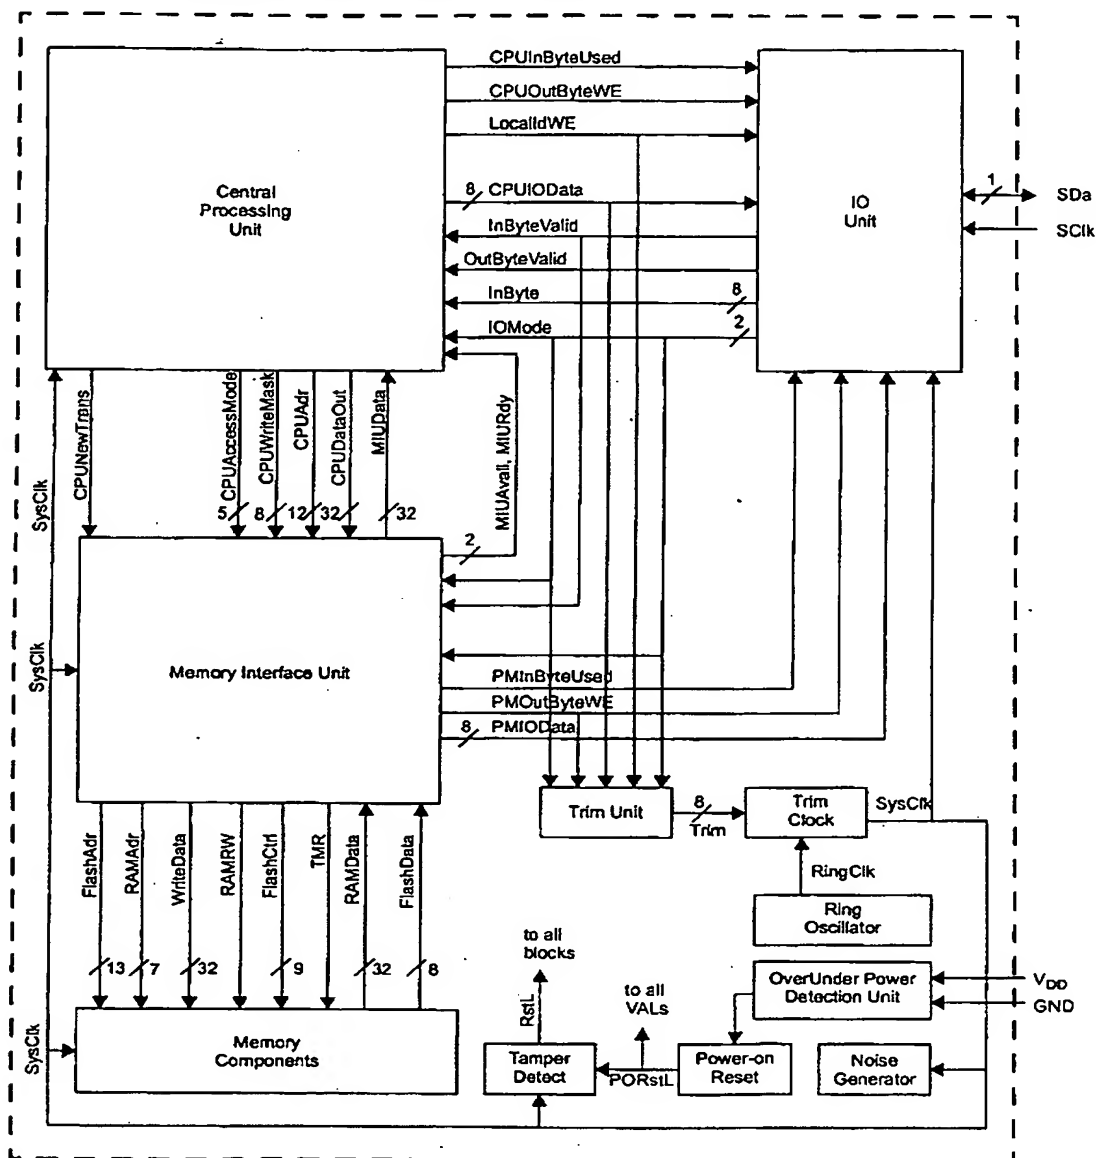 CPUInByteUsed
CPUOutByteWE
LocalIdWE
8
CPUIOData
InByteValid
OutByteValid
InByte
8
IOMode
2
Central
Processing
Unit
IO
Unit
1
SDa
SClk
SysClk
CPUNewTrans
CPUAccessMode
CPUWriteMask
CPUAdr
CPUDataOut
MIUData
MIUAvail, MIURdy
5
8
12
32
32
2
SysClk
Memory Interface Unit
PMInByteUsed
PMOutByteWE
8
PMIOData
Trim Unit
8
Trim
Trim
Clock
SysClk
RingClk
Ring
Oscillator
FlashAdr
RAMAdr
WriteData
RAMRW
FlashCtrl
TMR
RAMData
FlashData
13
7
32
9
32
8
to all
blocks
RstL
to all
VALs
OverUnder Power
Detection Unit
VDD
GND
SysClk
Memory
Components
Tamper
Detect
PORstL
Power-on
Reset
Noise
Generator